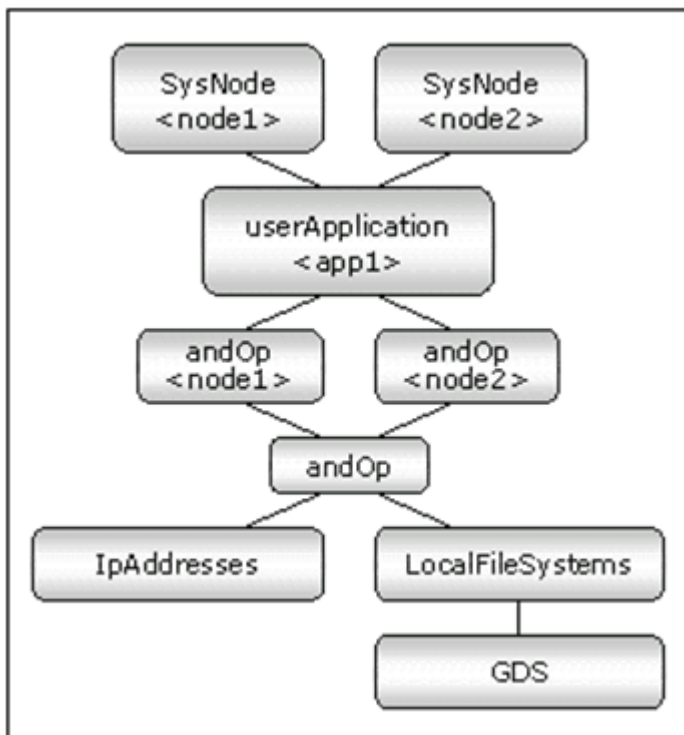 SysNode
<node1>
SysNode
<node2>
userApplication
<app1>
andOp
<node1>
andOp
<node2>
andOp
IpAddresses
LocalFileSystems
GDS